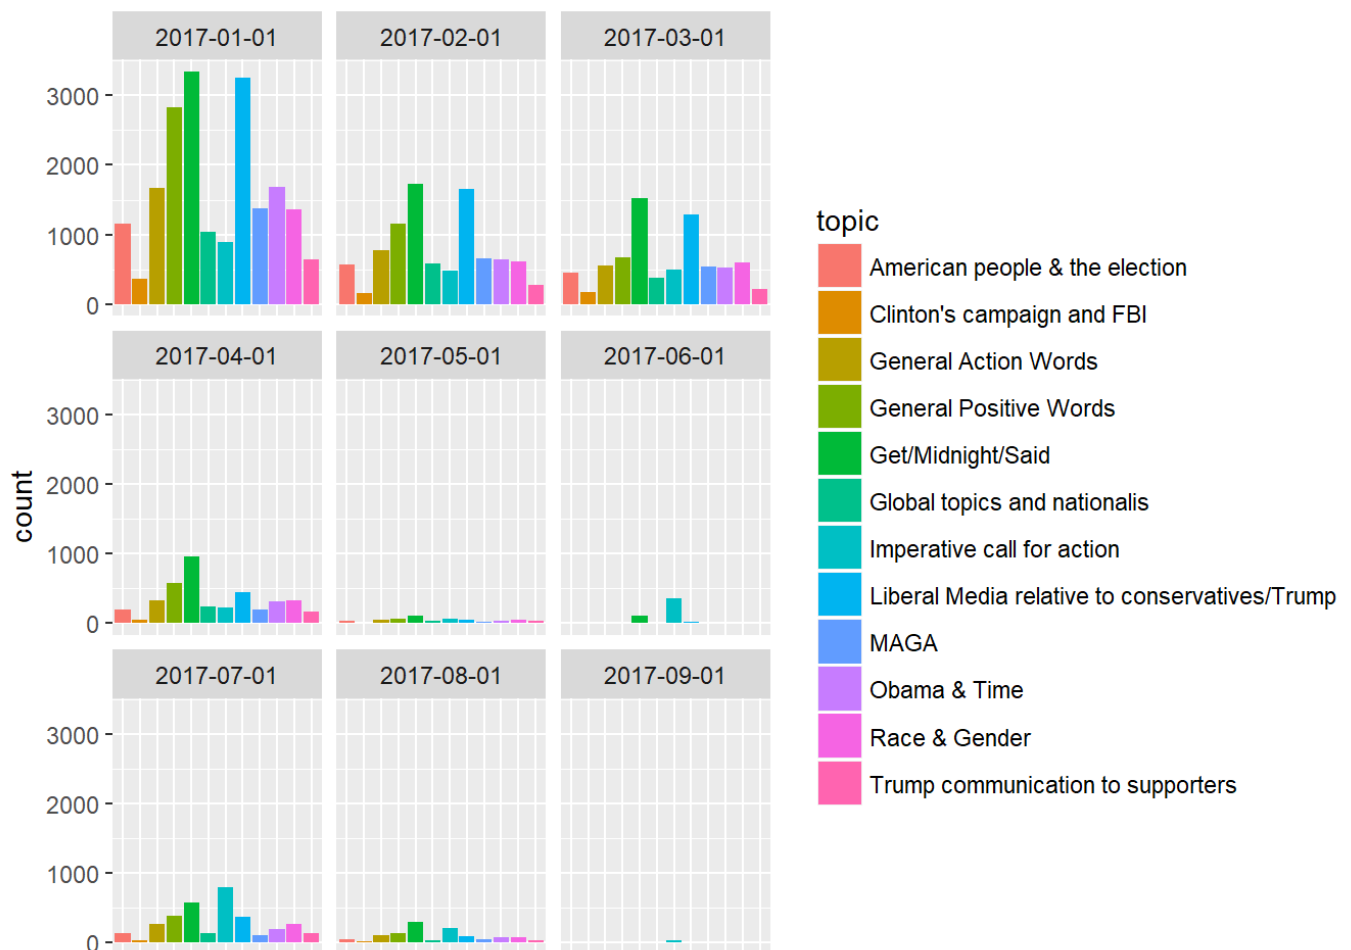 2017-01-01 2017-02-01 2017-03-01
3000
2000
1000
0
2017-04-01 2017-05-01 2017-06-01
3000
2000
1000
0
2017-07-01 2017-08-01 2017-09-01
3000
2000
1000
0
count
topic
American people & the election
Clinton's campaign and FBI
General Action Words
General Positive Words
Get/Midnight/Said
Global topics and nationalis
Imperative call for action
Liberal Media relative to conservatives/Trump
MAGA
Obama & Time
Race & Gender
Trump communication to supporters